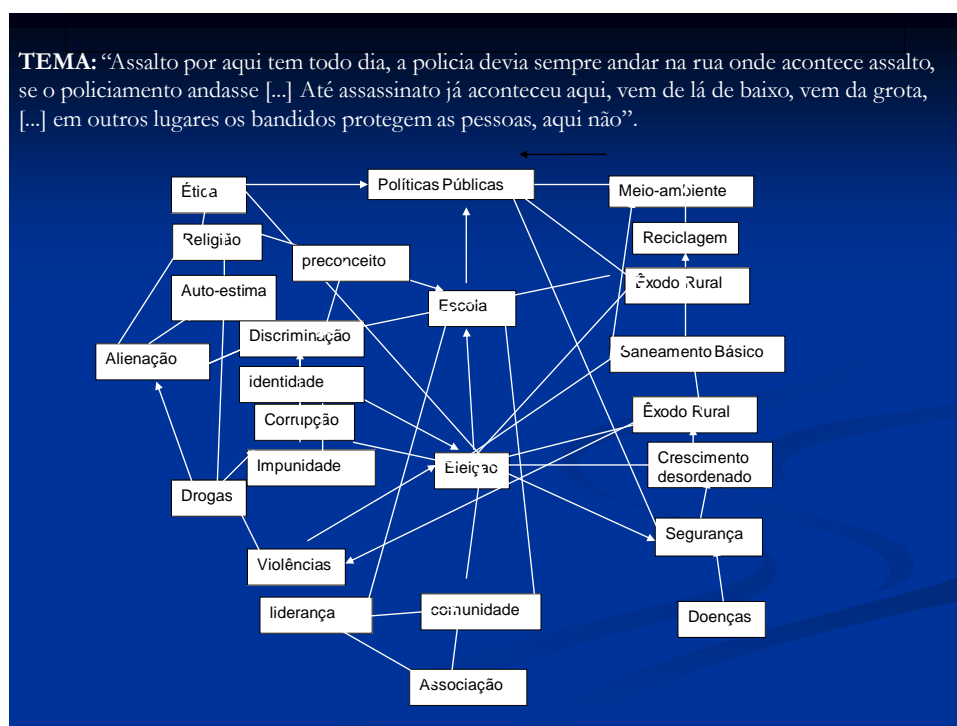 TEMA: “Assalto por aqui tem todo dia, a policia devia sempre andar na rua onde acontece assalto,
se o policiamento andasse [...] Até assassinato já aconteceu aqui, vem de lá de baixo, vem da grota,
[...] em outros lugares os bandidos protegem as pessoas, aqui não”.
Ética
Políticas Públicas
Meio-ambiente
Religião
Reciclagem
preconceito
Auto-estima
Êxodo Rural
Escola
Discriminação
Alienação
Saneamento Básico
identidade
Corrupção
Êxodo Rural
Impunidade
Eleiçao
Crescimento
desordenado
Drogas
Segurança
Violências
liderança
comunidade
Doenças
Associação